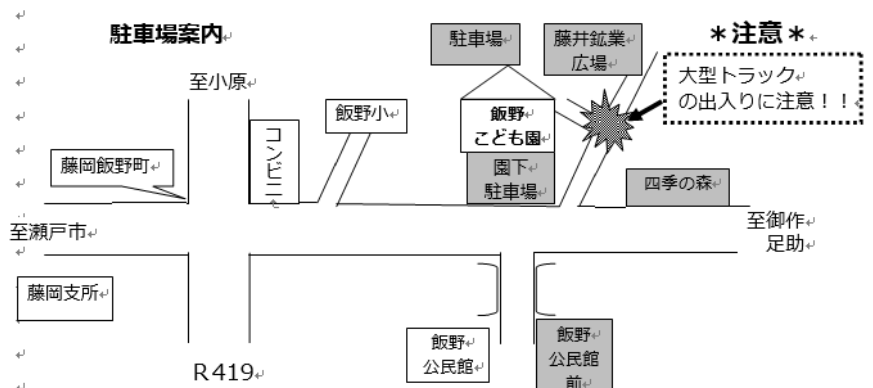 駐車場案内
至小原
コンビニ
飯野小
駐車場
藤井鉱業
広場
＊注意＊
大型トラック
の出入りに注意！！
藤岡飯野町
飯野
こども園
園下
駐車場
四季の森
至瀬戸市
至御作
足助
藤岡支所
R419
飯野
公民館
飯野
公民館
前